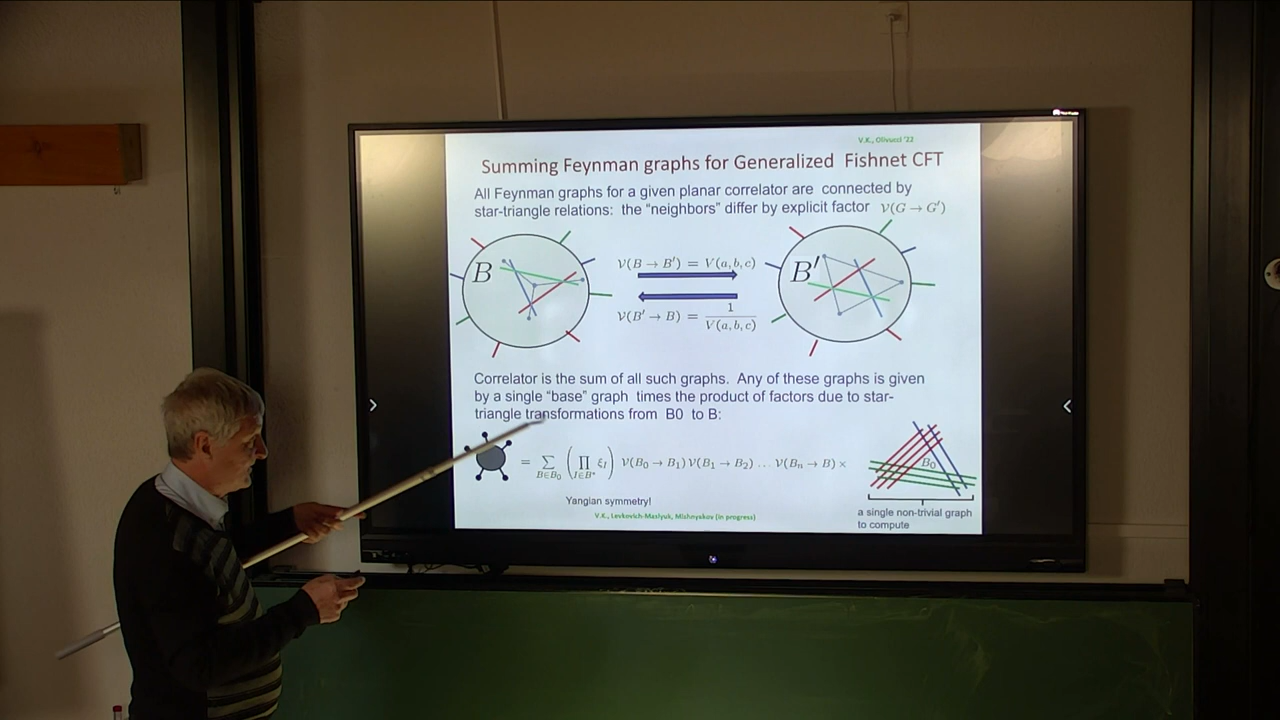 V.K., Olivucci '22
Summing Feynman graphs for Generalized Fishnet CFT
All Feynman graphs for a given planar correlator are connected by
star-triangle relations: the "neighbors" differ by explicit factor 𝒱(G → G′)
B
𝒱(B → B′) = V(a, b, c)
𝒱(B′ → B) = 1 / V(a, b, c)
B′
Correlator is the sum of all such graphs. Any of these graphs is given
by a single "base" graph times the product of factors due to star-
triangle transformations from B0 to B:
= ∑_{B∈B₀} (∏_{I∈B*} ξ_I) 𝒱(B₀ → B₁) 𝒱(B₁ → B₂) … 𝒱(Bₙ → B) ×
B₀
Yangian symmetry!
V.K., Levkovich-Maslyuk, Mishnyakov (in progress)
a single non-trivial graph
to compute